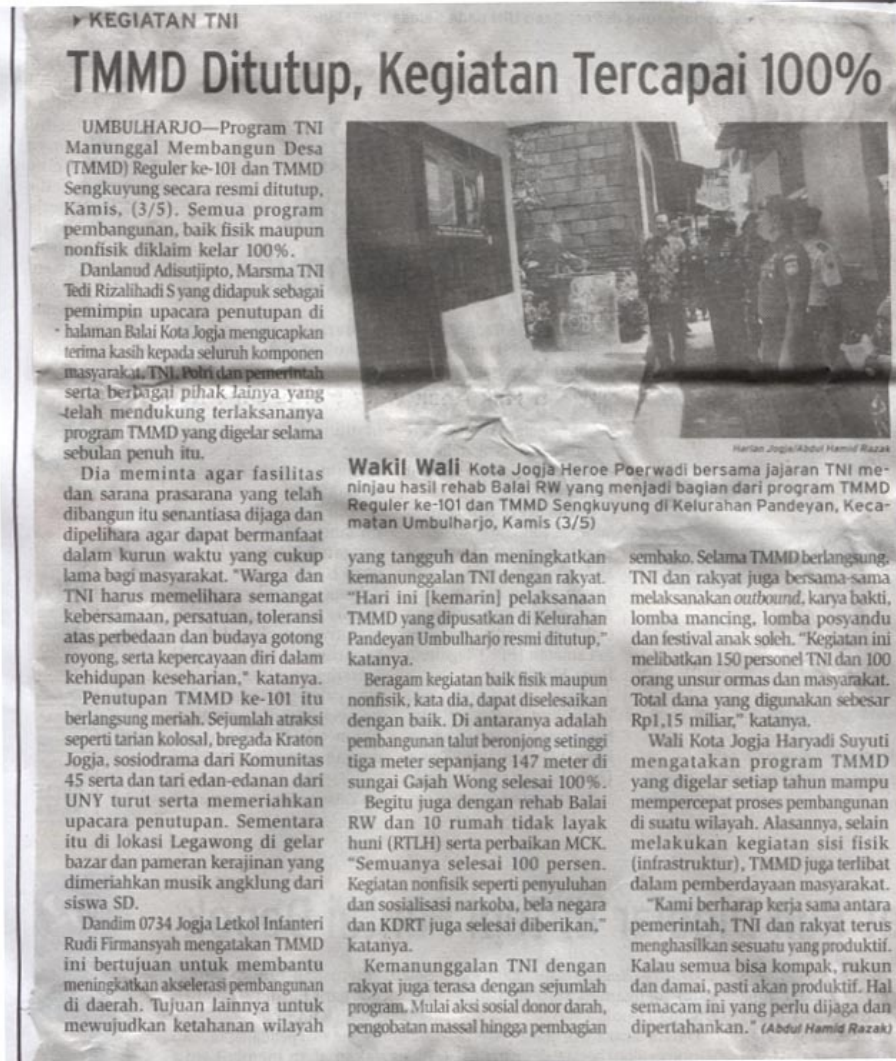 ▸ KEGIATAN TNI
TMMD Ditutup, Kegiatan Tercapai 100%
UMBULHARJO—Program TNI
Manunggal Membangun Desa
(TMMD) Reguler ke-101 dan TMMD
Sengkuyung secara resmi ditutup,
Kamis, (3/5). Semua program
pembangunan, baik fisik maupun
nonfisik diklaim kelar 100%.
Danlanud Adisutjipto, Marsma TNI
Tedi Rizalihadi S yang didapuk sebagai
pemimpin upacara penutupan di
halaman Balai Kota Jogja mengucapkan
terima kasih kepada seluruh komponen
masyarakat, TNI, Polri dan pemerintah
serta berbagai pihak lainya yang
telah mendukung terlaksananya
program TMMD yang digelar selama
sebulan penuh itu.
Dia meminta agar fasilitas
dan sarana prasarana yang telah
dibangun itu senantiasa dijaga dan
dipelihara agar dapat bermanfaat
dalam kurun waktu yang cukup
lama bagi masyarakat. "Warga dan
TNI harus memelihara semangat
kebersamaan, persatuan, toleransi
atas perbedaan dan budaya gotong
royong, serta kepercayaan diri dalam
kehidupan keseharian," katanya.
Penutupan TMMD ke-101 itu
berlangsung meriah. Sejumlah atraksi
seperti tarian kolosal, bregada Kraton
Jogja, sosiodrama dari Komunitas
45 serta dan tari edan-edanan dari
UNY turut serta memeriahkan
upacara penutupan. Sementara
itu di lokasi Legawong di gelar
bazar dan pameran kerajinan yang
dimeriahkan musik angklung dari
siswa SD.
Dandim 0734 Jogja Letkol Infanteri
Rudi Firmansyah mengatakan TMMD
ini bertujuan untuk membantu
meningkatkan akselerasi pembangunan
di daerah. Tujuan lainnya untuk
mewujudkan ketahanan wilayah
Harian Jogja/Abdul Hamid Razak
Wakil Wali Kota Jogja Heroe Poerwadi bersama jajaran TNI me-
ninjau hasil rehab Balai RW yang menjadi bagian dari program TMMD
Reguler ke-101 dan TMMD Sengkuyung di Kelurahan Pandeyan, Keca-
matan Umbulharjo, Kamis (3/5)
yang tangguh dan meningkatkan
kemanunggalan TNI dengan rakyat.
"Hari ini [kemarin] pelaksanaan
TMMD yang dipusatkan di Kelurahan
Pandeyan Umbulharjo resmi ditutup,"
katanya.
Beragam kegiatan baik fisik maupun
nonfisik, kata dia, dapat diselesaikan
dengan baik. Di antaranya adalah
pembangunan talut beronjong setinggi
tiga meter sepanjang 147 meter di
sungai Gajah Wong selesai 100%.
Begitu juga dengan rehab Balai
RW dan 10 rumah tidak layak
huni (RTLH) serta perbaikan MCK.
"Semuanya selesai 100 persen.
Kegiatan nonfisik seperti penyuluhan
dan sosialisasi narkoba, bela negara
dan KDRT juga selesai diberikan,"
katanya.
Kemanunggalan TNI dengan
rakyat juga terasa dengan sejumlah
program. Mulai aksi sosial donor darah,
pengobatan massal hingga pembagian
sembako. Selama TMMD berlangsung,
TNI dan rakyat juga bersama-sama
melaksanakan outbound, karya bakti,
lomba mancing, lomba posyandu
dan festival anak soleh. "Kegiatan ini
melibatkan 150 personel TNI dan 100
orang unsur ormas dan masyarakat.
Total dana yang digunakan sebesar
Rp1,15 miliar," katanya.
Wali Kota Jogja Haryadi Suyuti
mengatakan program TMMD
yang digelar setiap tahun mampu
mempercepat proses pembangunan
di suatu wilayah. Alasannya, selain
melakukan kegiatan sisi fisik
(infrastruktur), TMMD juga terlibat
dalam pemberdayaan masyarakat.
"Kami berharap kerja sama antara
pemerintah, TNI dan rakyat terus
menghasilkan sesuatu yang produktif.
Kalau semua bisa kompak, rukun
dan damai, pasti akan produktif. Hal
semacam ini yang perlu dijaga dan
dipertahankan." (Abdul Hamid Razak)